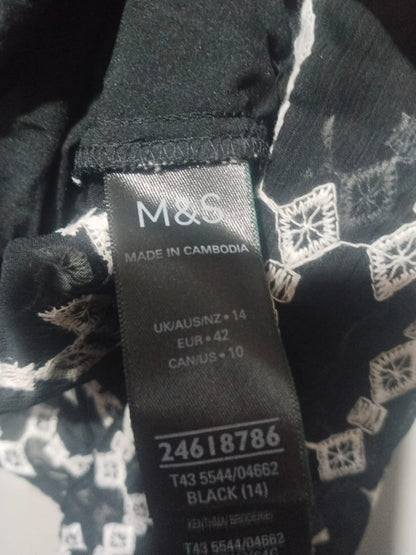 M&S
MADE IN CAMBODIA
UK/AUS/NZ • 14
EUR • 42
CAN/US • 10
24618786
T43 5544/04662
BLACK (14)
T43 5544/04662